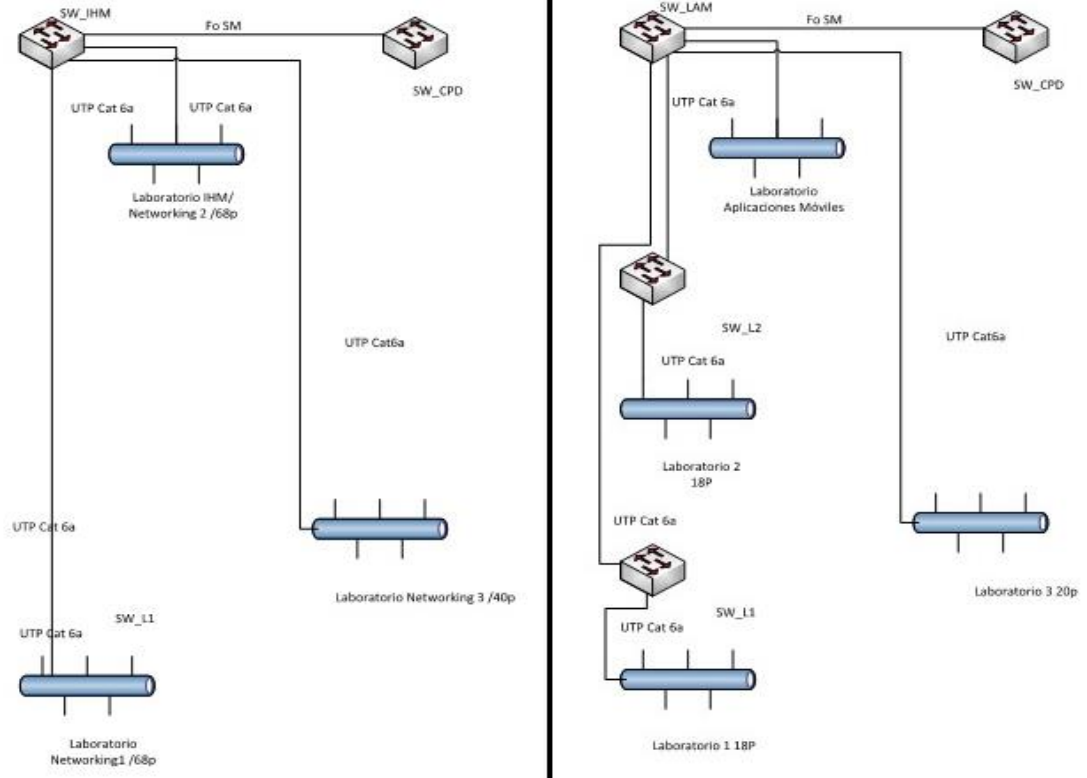 SW_IHM
Fo SM
SW_CPD
UTP Cat 6a
UTP Cat 6a
Laboratorio IHM/
Networking 2 /68p
UTP Cat6a
UTP Cat 6a
Laboratorio Networking 3 /40p
SW_L1
UTP Cat 6a
Laboratorio
Networking1 /68p
SW_LAM
Fo SM
SW_CPD
UTP Cat 6a
Laboratorio
Aplicaciones Móviles
SW_L2
UTP Cat6a
UTP Cat 6a
Laboratorio 2
18P
UTP Cat 6a
Laboratorio 3 20p
SW_L1
UTP Cat 6a
Laboratorio 1 18P